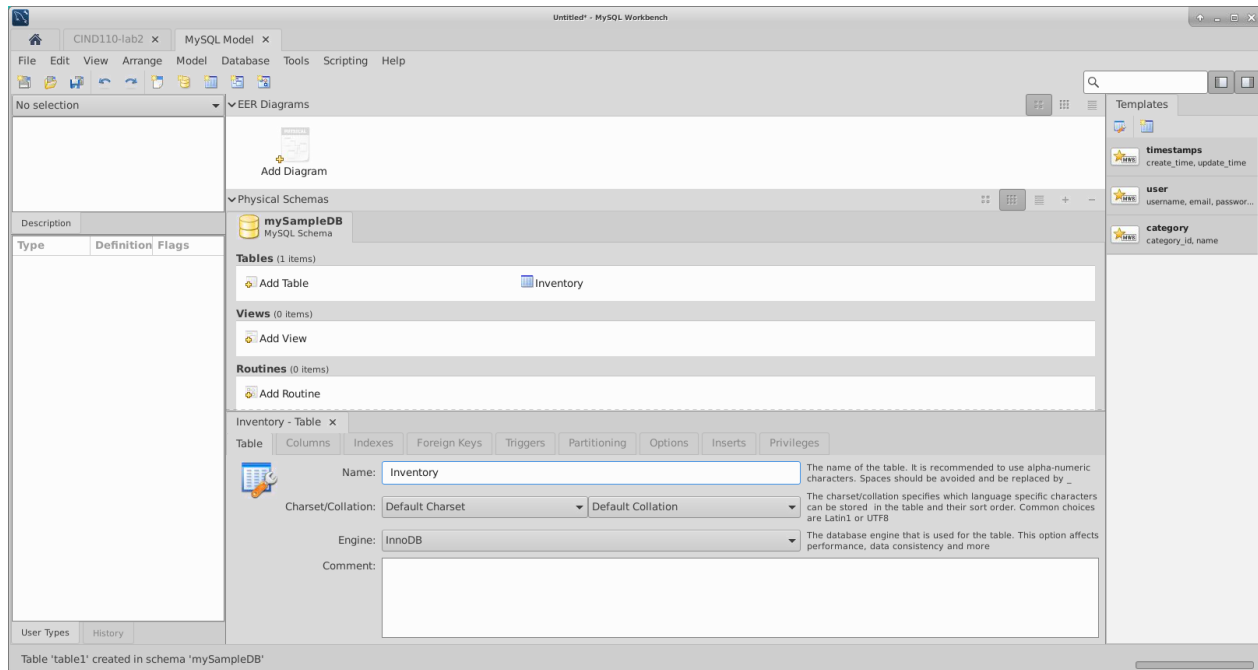 Untitled* - MySQL Workbench
CIND110-lab2 × MySQL Model ×
File Edit View Arrange Model Database Tools Scripting Help
No selection
EER Diagrams
Add Diagram
Physical Schemas
mySampleDB
MySQL Schema
Description
Type Definition Flags
Tables (1 items)
Add Table Inventory
Views (0 items)
Add View
Routines (0 items)
Add Routine
Inventory - Table ×
Table Columns Indexes Foreign Keys Triggers Partitioning Options Inserts Privileges
Name: Inventory
The name of the table. It is recommended to use alpha-numeric
characters. Spaces should be avoided and be replaced by _
Charset/Collation: Default Charset Default Collation
The charset/collation specifies which language specific characters
can be stored in the table and their sort order. Common choices
are Latin1 or UTF8
Engine: InnoDB
The database engine that is used for the table. This option affects
performance, data consistency and more
Comment:
Templates
timestamps
create_time, update_time
user
username, email, passwor...
category
category_id, name
User Types History
Table 'table1' created in schema 'mySampleDB'